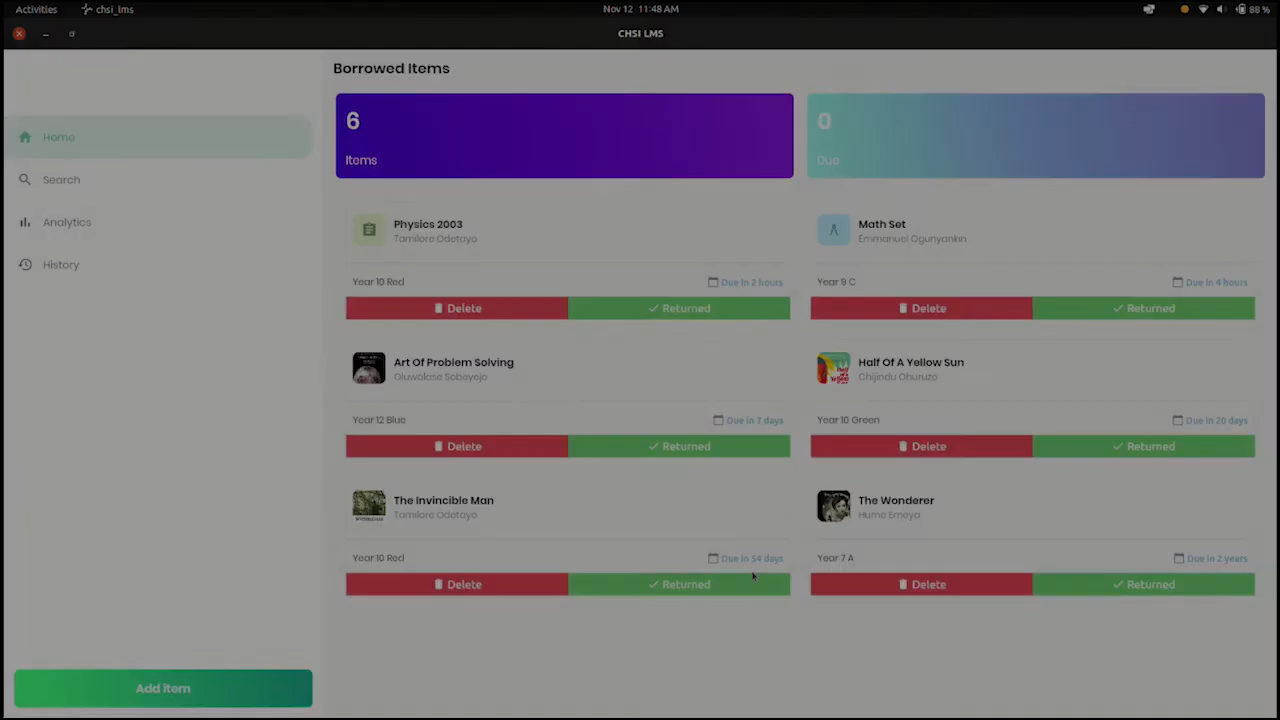 Activities
chsi_lms
Nov 12 11:48 AM
88 %
CHSI LMS
Home
Search
Analytics
History
Add item
Borrowed Items
6
Items
0
Due
Physics 2003
Tamilore Odetayo
Year 10 Red
Due in 2 hours
Delete
Returned
Math Set
Emmanuel Ogunyankin
Year 9 C
Due in 4 hours
Delete
Returned
Art Of Problem Solving
Oluwalase Sobayojo
Year 12 Blue
Due in 7 days
Delete
Returned
Half Of A Yellow Sun
Chijindu Ohuruzo
Year 10 Green
Due in 20 days
Delete
Returned
The Invincible Man
Tamilore Odetayo
Year 10 Red
Due in 54 days
Delete
Returned
The Wonderer
Hume Emeya
Year 7 A
Due in 2 years
Delete
Returned